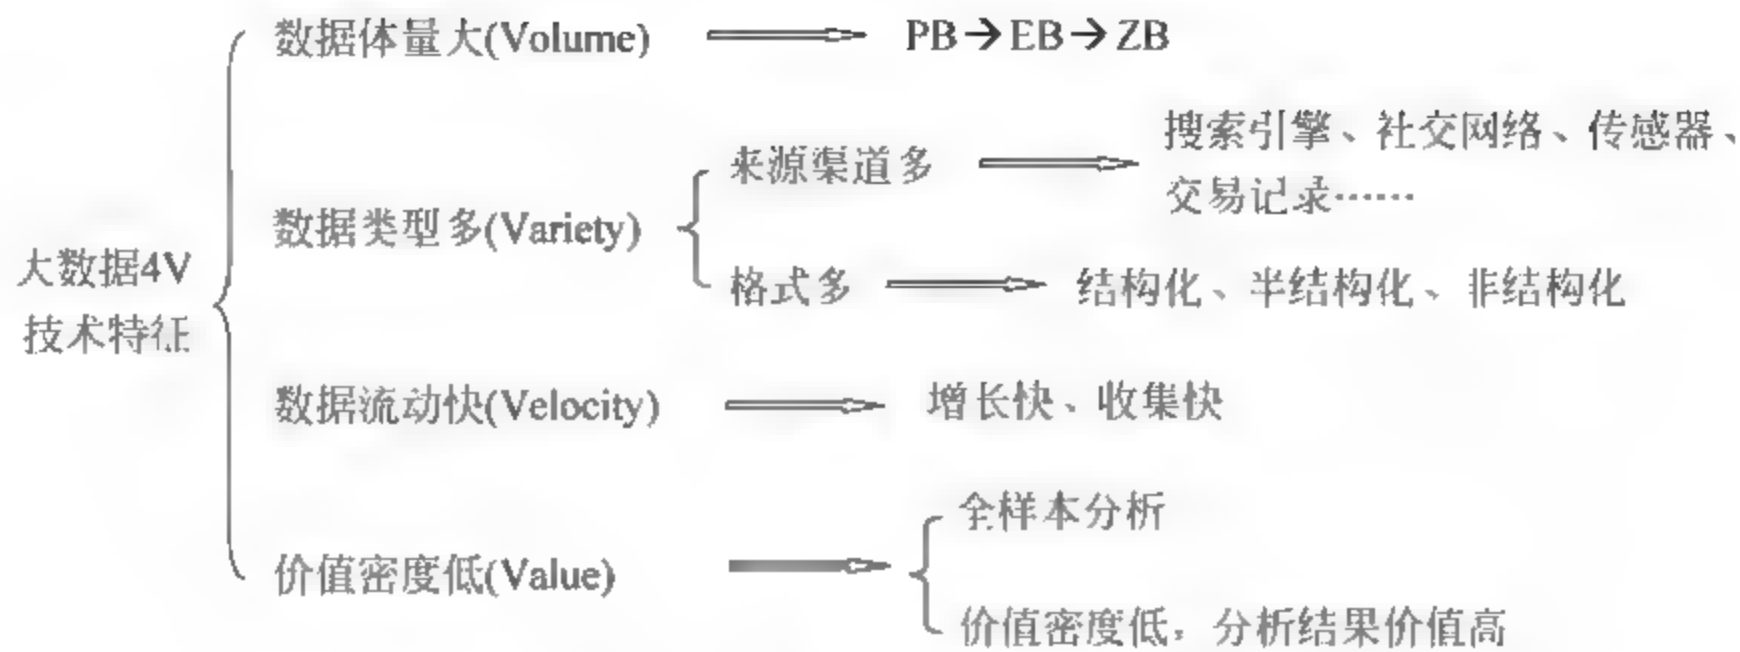 数据体量大(Volume) PB→EB→ZB
搜索引擎、社交网络、传感器、
来源渠道多
交易记录……
数据类型多(Variety)
大数据4V
格式多 结构化、半结构化、非结构化
技术特征
数据流动快(Velocity) 增长快、收集快
全样本分析
价值密度低(Value)
价值密度低，分析结果价值高